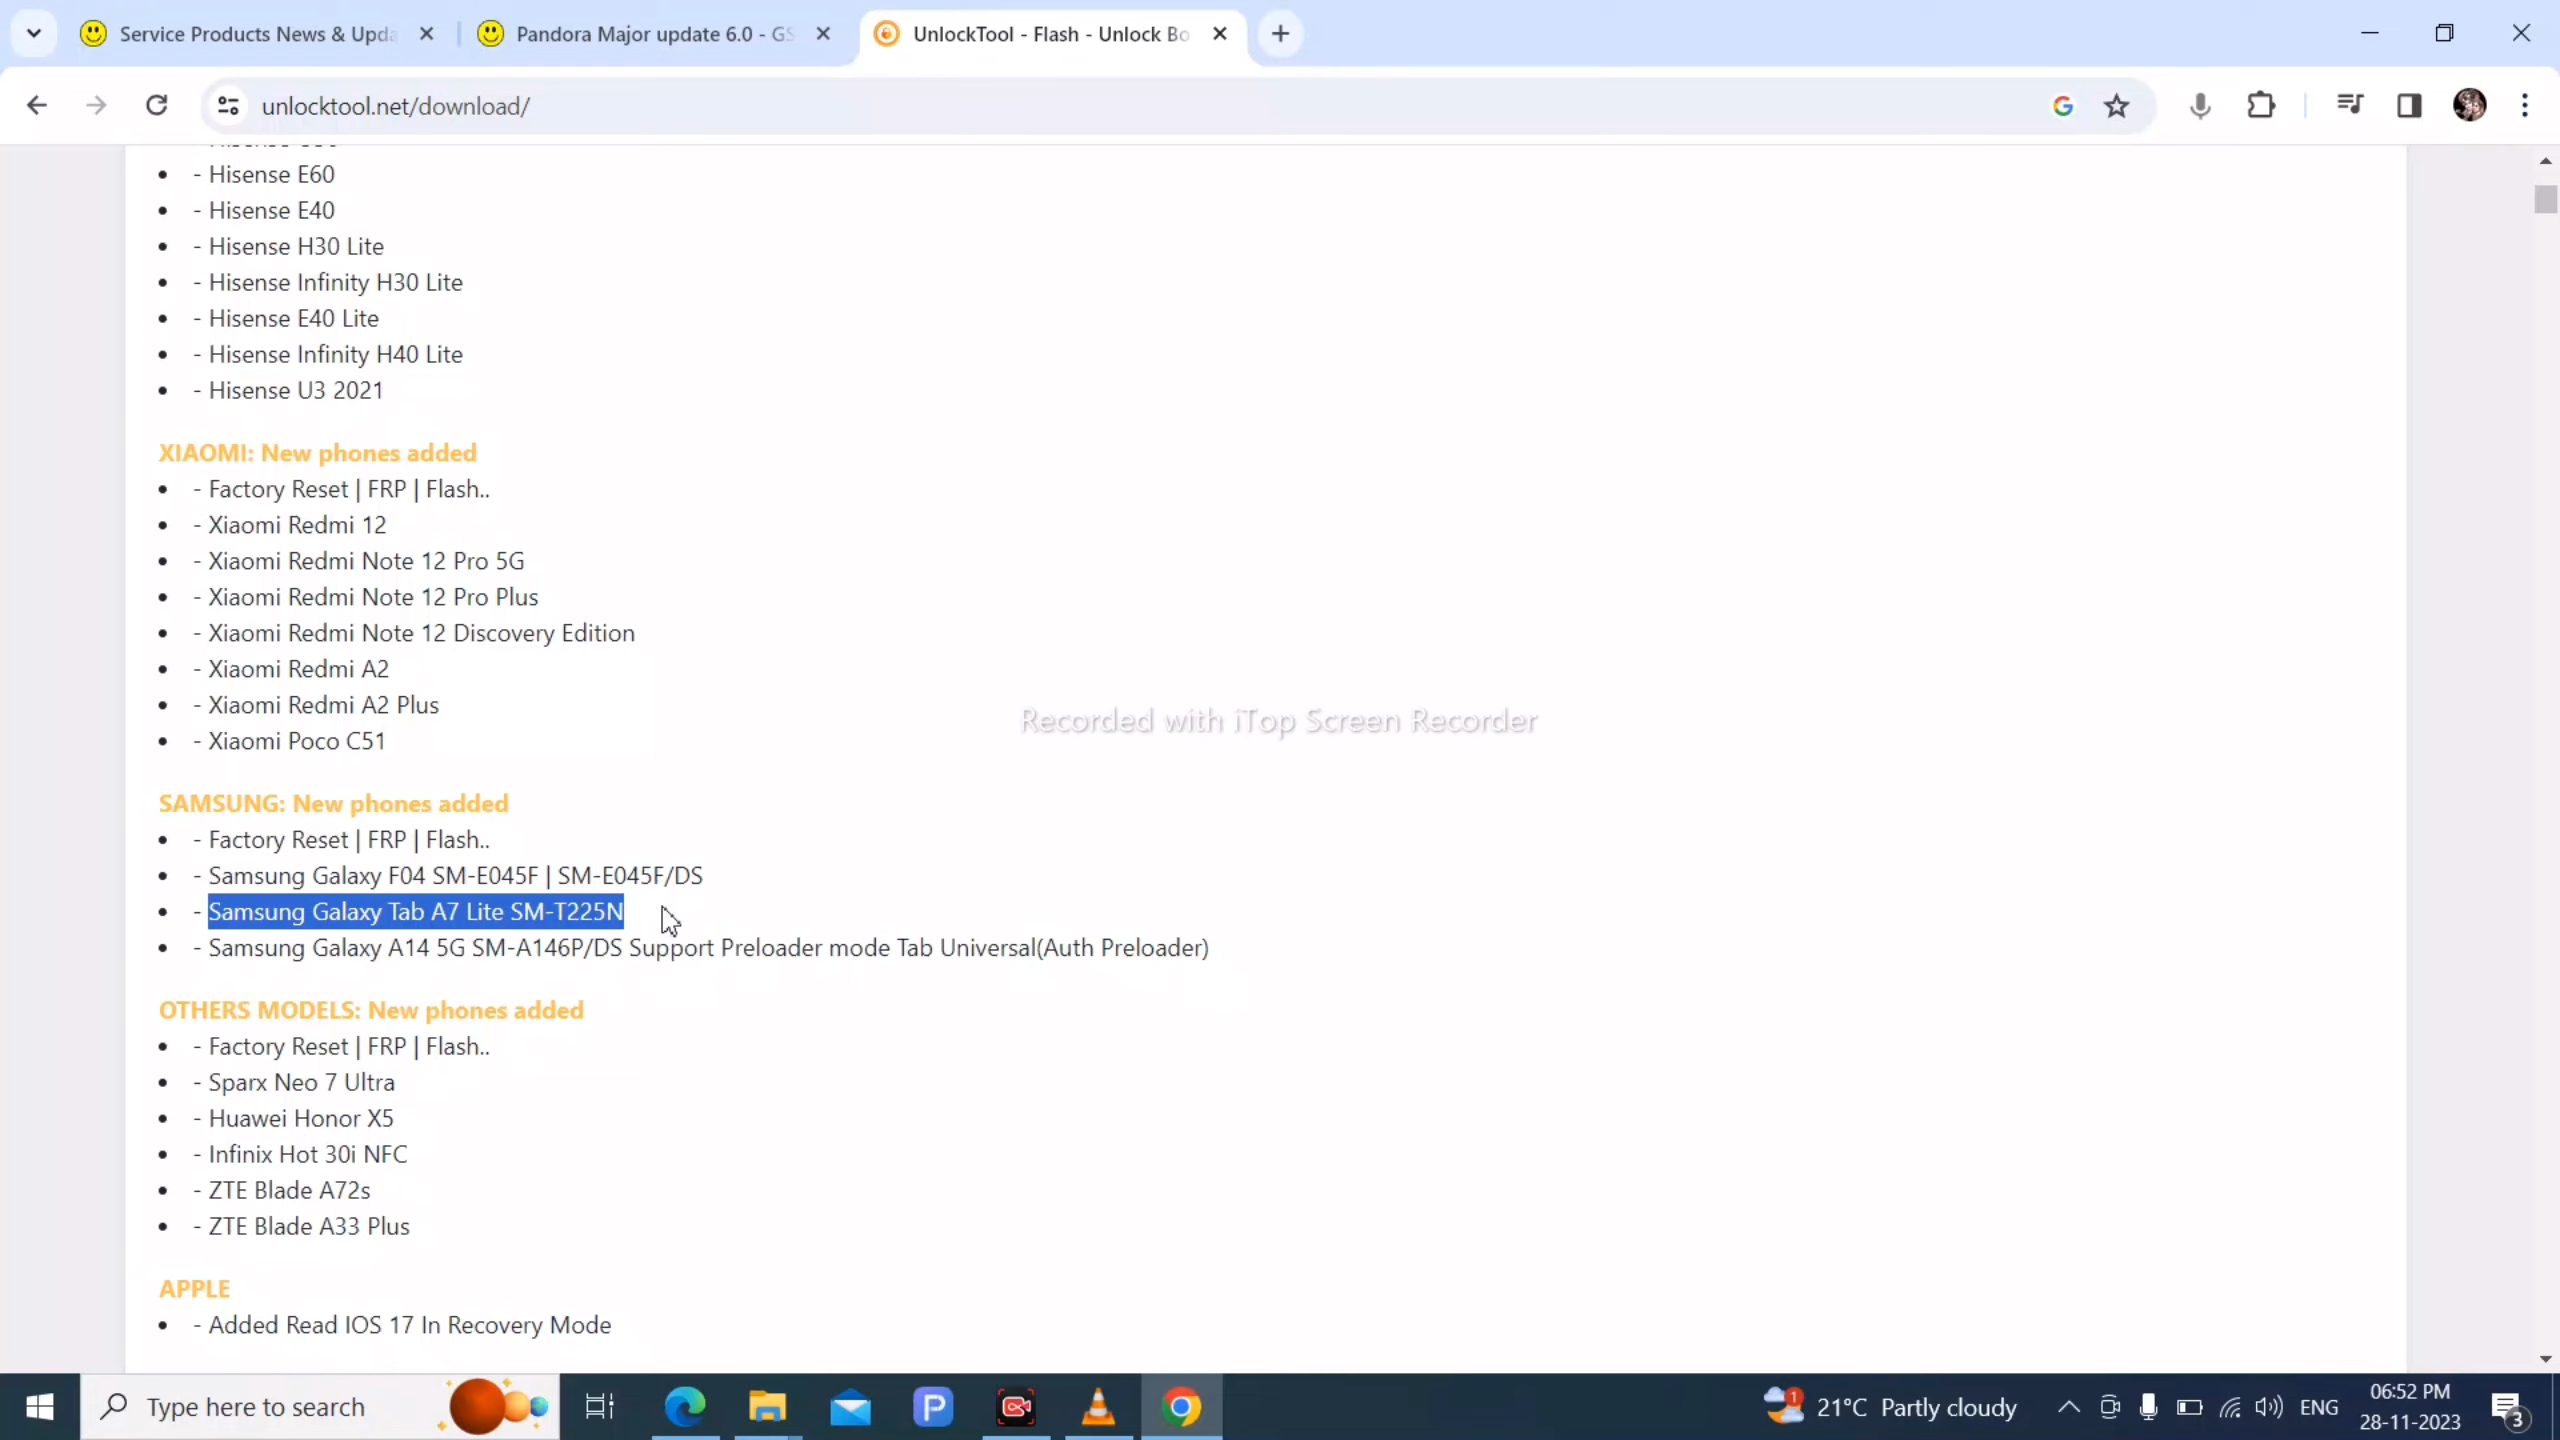 Service Products News & Upda
Pandora Major update 6.0 - GS
UnlockTool - Flash - Unlock Bo
unlocktool.net/download/
- Hisense E60
- Hisense E40
- Hisense H30 Lite
- Hisense Infinity H30 Lite
- Hisense E40 Lite
- Hisense Infinity H40 Lite
- Hisense U3 2021
XIAOMI: New phones added
- Factory Reset | FRP | Flash..
- Xiaomi Redmi 12
- Xiaomi Redmi Note 12 Pro 5G
- Xiaomi Redmi Note 12 Pro Plus
- Xiaomi Redmi Note 12 Discovery Edition
- Xiaomi Redmi A2
- Xiaomi Redmi A2 Plus
Recorded with iTop Screen Recorder
- Xiaomi Poco C51
SAMSUNG: New phones added
- Factory Reset | FRP | Flash..
- Samsung Galaxy F04 SM-E045F | SM-E045F/DS
- Samsung Galaxy Tab A7 Lite SM-T225N
- Samsung Galaxy A14 5G SM-A146P/DS Support Preloader mode Tab Universal(Auth Preloader)
OTHERS MODELS: New phones added
- Factory Reset | FRP | Flash..
- Sparx Neo 7 Ultra
- Huawei Honor X5
- Infinix Hot 30i NFC
- ZTE Blade A72s
- ZTE Blade A33 Plus
APPLE
- Added Read IOS 17 In Recovery Mode
Type here to search
1
21°C Partly cloudy
ENG
06:52 PM
28-11-2023
3